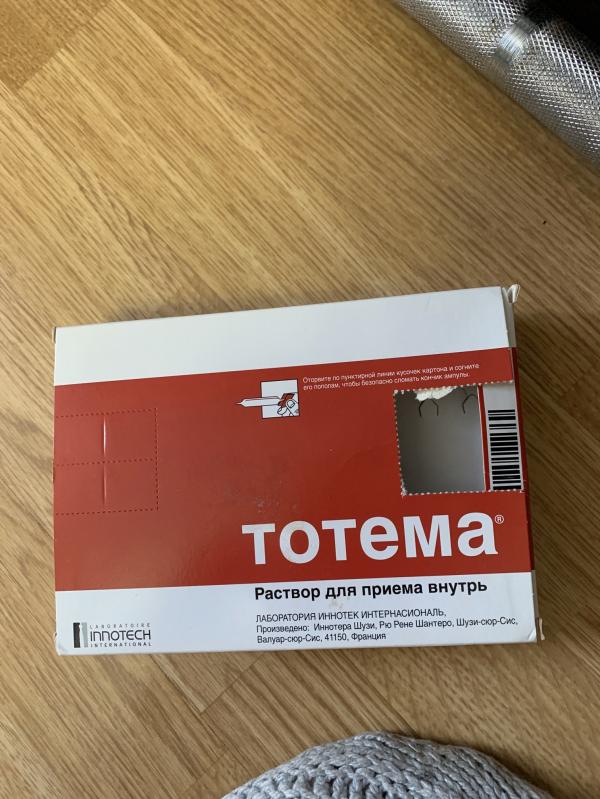 Оторвите по пунктирной линии кусочек картона и согните
его пополам, чтобы безопасно сломать кончик ампулы.
тотема®
Раствор для приема внутрь
ЛАБОРАТОРИЯ ИННОТЕК ИНТЕРНАСИОНАЛЬ,
Произведено: Иннотера Шузи, Рю Рене Шантеро, Шузи-сюр-Сис,
Валуар-сюр-Сис, 41150, Франция
LABORATOIRE
INNOTECH
INTERNATIONAL